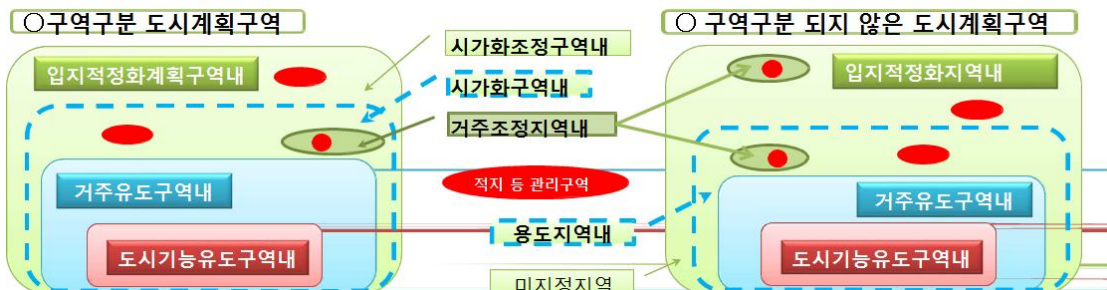 ○구역구분 도시계획구역
○ 구역구분 되지 않은 도시계획구역
입지적정화계획구역내
시가화조정구역내
시가화구역내
거주조정지역내
입지적정화지역내
거주유도구역내
적지 등 관리구역
거주유도구역내
용도지역내
도시기능유도구역내
도시기능유도구역내
미지정지역